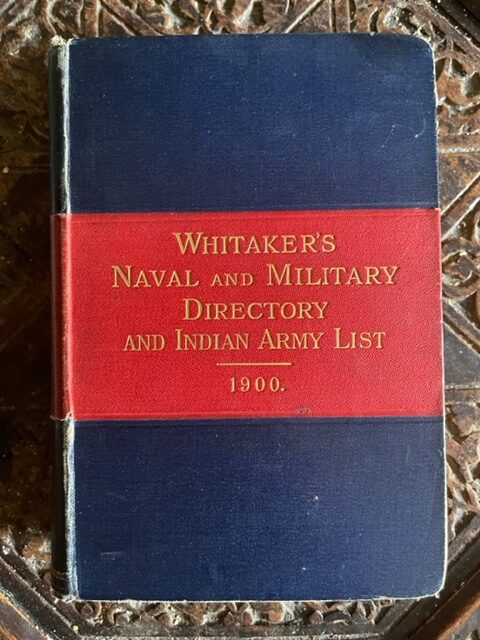 WHITAKER'S
NAVAL AND MILITARY
DIRECTORY
AND INDIAN ARMY LIST
1900.